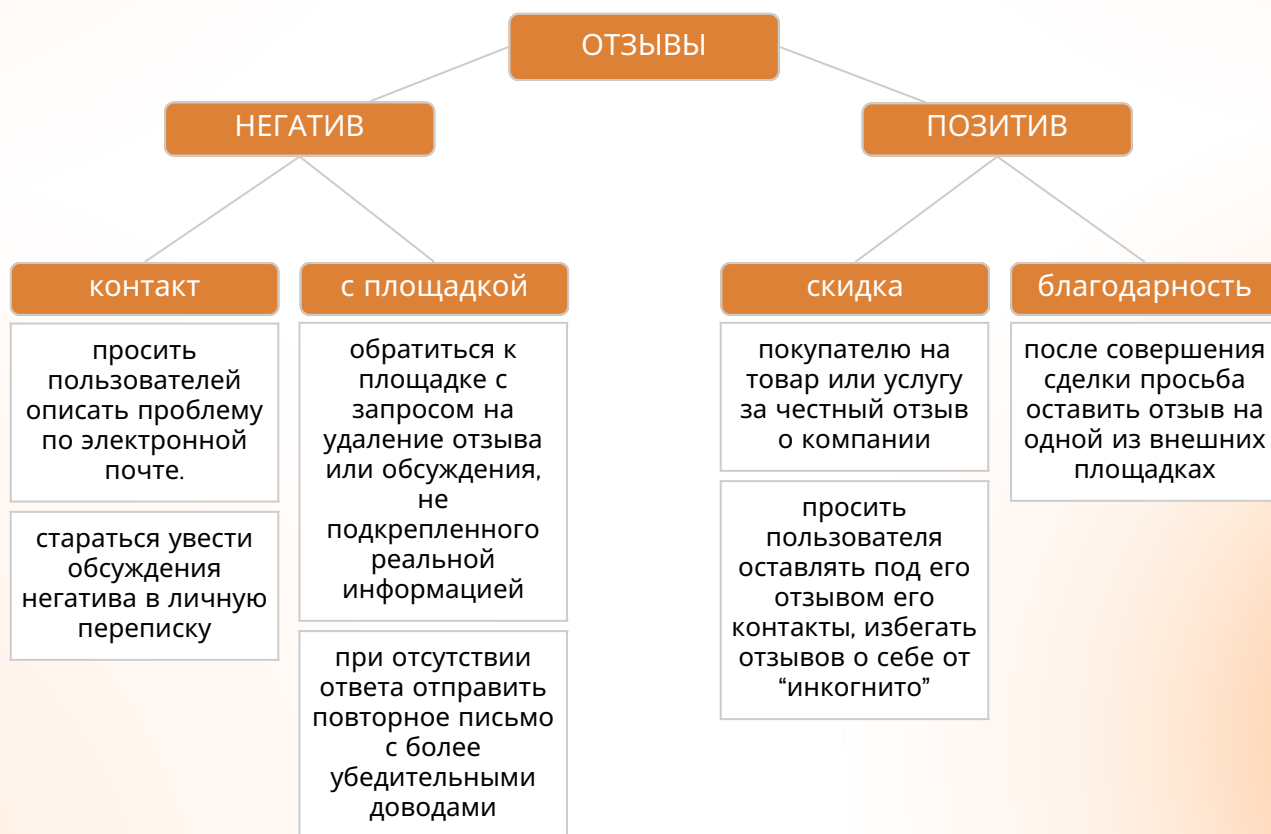 ОТЗЫВЫ
НЕГАТИВ
ПОЗИТИВ
контакт
просить
пользователей
описать проблему
по электронной
почте.
стараться увести
обсуждения
негатива в личную
переписку
с площадкой
обратиться к
площадке с
запросом на
удаление отзыва
или обсуждения,
не
подкрепленного
реальной
информацией
при отсутствии
ответа отправить
повторное письмо
с более
убедительными
доводами
скидка
покупателю на
товар или услугу
за честный отзыв
о компании
просить
пользователя
оставлять под его
отзывом его
контакты, избегать
отзывов о себе от
“инкогнито”
благодарность
после совершения
сделки просьба
оставить отзыв на
одной из внешних
площадках